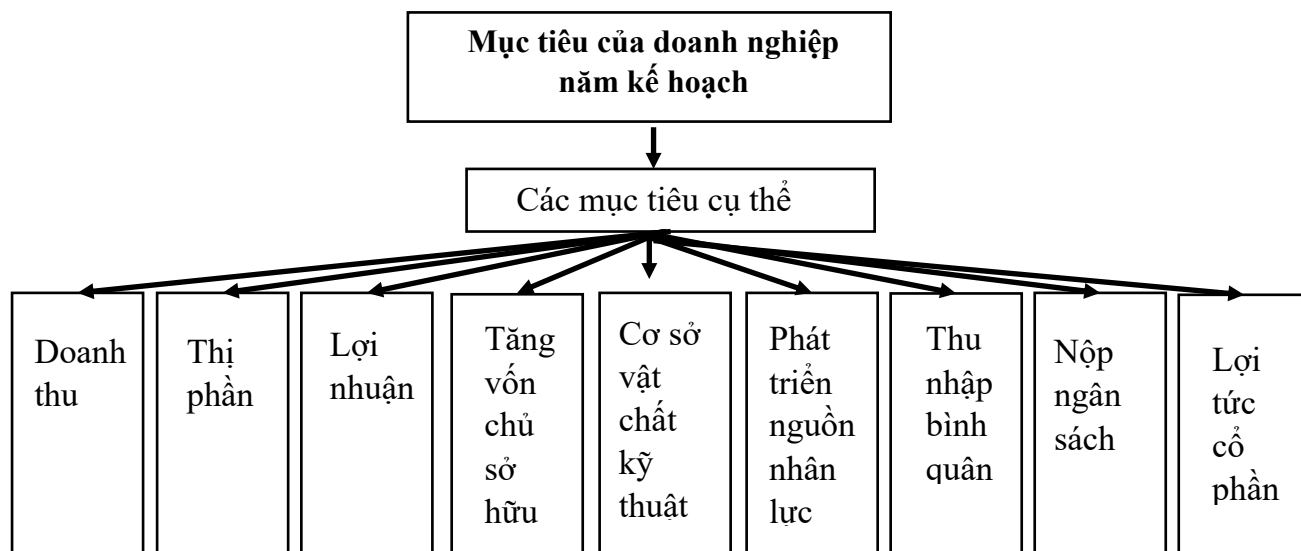 Mục tiêu của doanh nghiệp
năm kế hoạch
Các mục tiêu cụ thể
Doanh
thu
Thị
phần
Lợi
nhuận
Tăng
vốn
chủ
sở
hữu
Cơ sở
vật
chất
kỹ
thuật
Phát
triển
nguồn
nhân
lực
Thu
nhập
bình
quân
Nộp
ngân
sách
Lợi
tức
cổ
phần